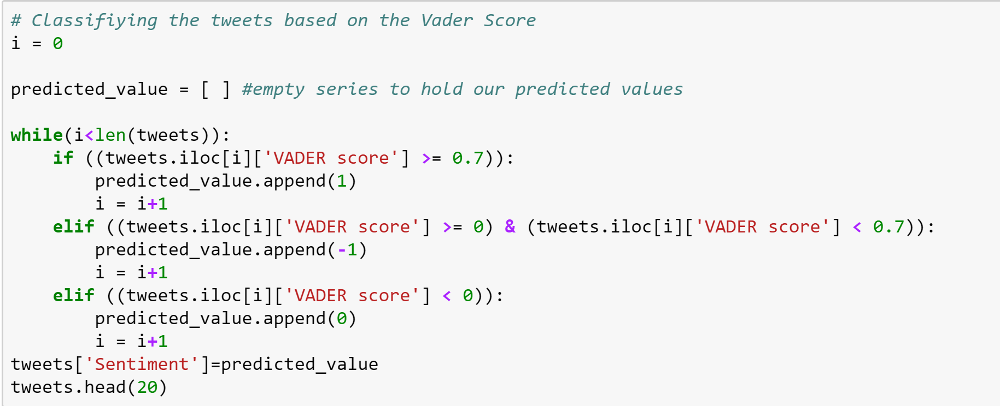 # Classifiying the tweets based on the Vader Score
i = 0
predicted_value = [ ] #empty series to hold our predicted values
while(i<len(tweets)):
    if ((tweets.iloc[i]['VADER score'] >= 0.7)):
        predicted_value.append(1)
        i = i+1
    elif ((tweets.iloc[i]['VADER score'] >= 0) & (tweets.iloc[i]['VADER score'] < 0.7)):
        predicted_value.append(-1)
        i = i+1
    elif ((tweets.iloc[i]['VADER score'] < 0)):
        predicted_value.append(0)
        i = i+1
tweets['Sentiment']=predicted_value
tweets.head(20)